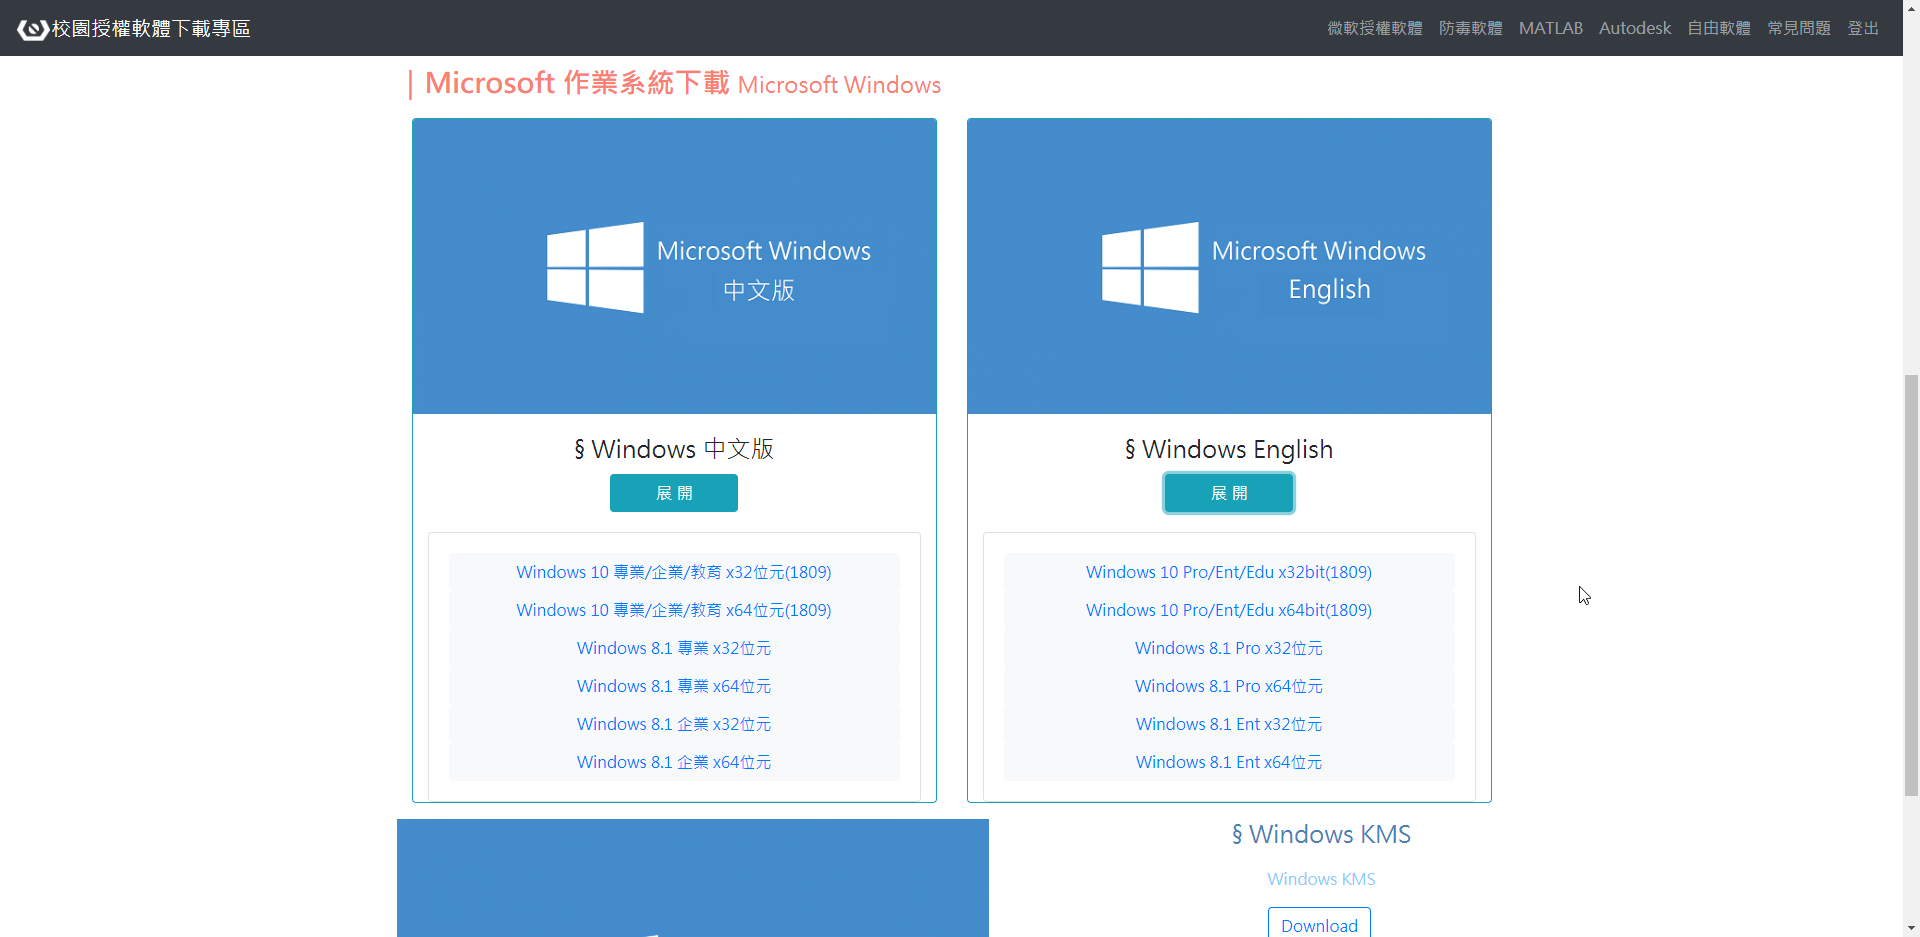 校園授權軟體下載專區
微軟授權軟體 防毒軟體 MATLAB Autodesk 自由軟體 常見問題 登出
| Microsoft 作業系統下載 Microsoft Windows
Microsoft Windows
中文版
§ Windows 中文版
展 開
Windows 10 專業/企業/教育 x32位元(1809)
Windows 10 專業/企業/教育 x64位元(1809)
Windows 8.1 專業 x32位元
Windows 8.1 專業 x64位元
Windows 8.1 企業 x32位元
Windows 8.1 企業 x64位元
Microsoft Windows
English
§ Windows English
展 開
Windows 10 Pro/Ent/Edu x32bit(1809)
Windows 10 Pro/Ent/Edu x64bit(1809)
Windows 8.1 Pro x32位元
Windows 8.1 Pro x64位元
Windows 8.1 Ent x32位元
Windows 8.1 Ent x64位元
§ Windows KMS
Windows KMS
Download